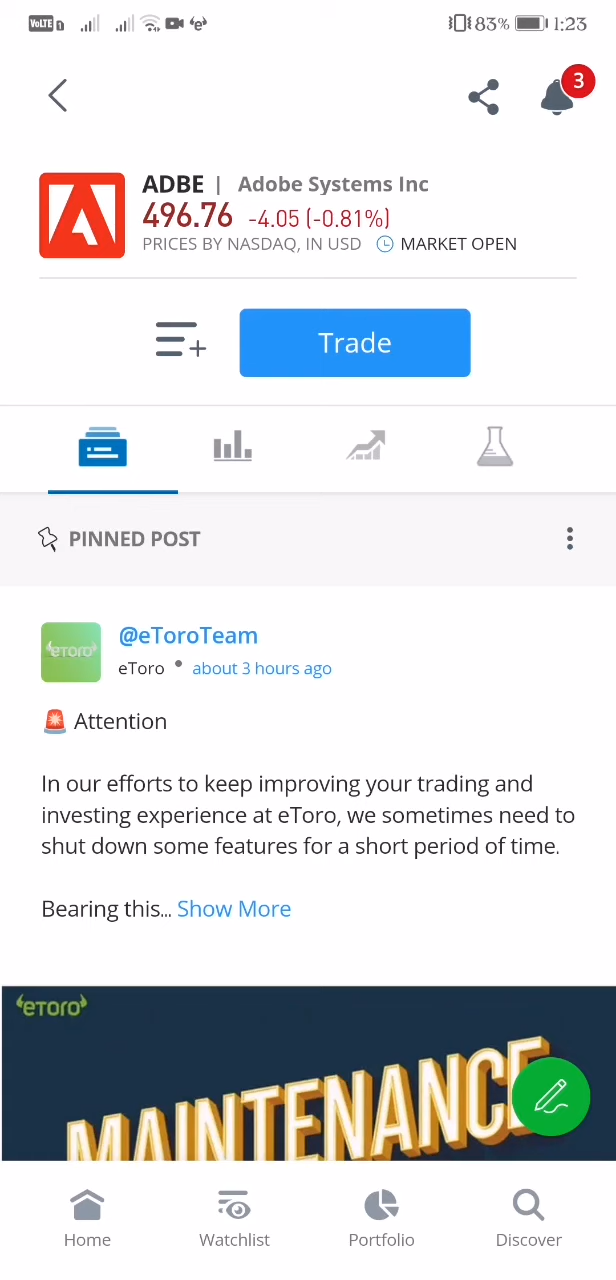 VoLTE 1 83% 1:23
3
ADBE | Adobe Systems Inc
496.76 -4.05 (-0.81%)
PRICES BY NASDAQ, IN USD MARKET OPEN
Trade
PINNED POST
eToro @eToroTeam
eToro • about 3 hours ago
🚨 Attention
In our efforts to keep improving your trading and
investing experience at eToro, we sometimes need to
shut down some features for a short period of time.
Bearing this... Show More
eToro
MAINTENANCE
Home Watchlist Portfolio Discover